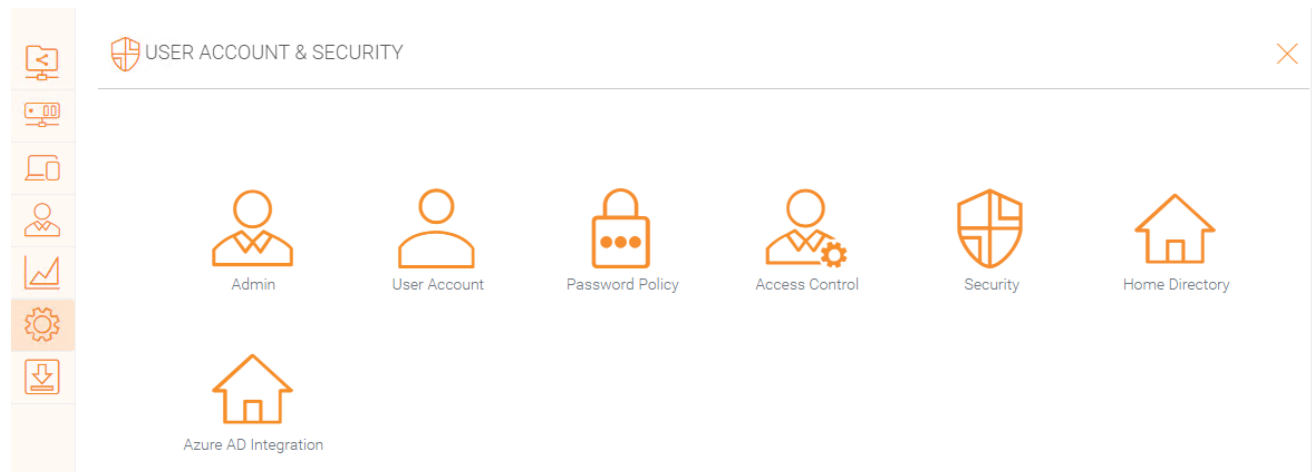 USER ACCOUNT & SECURITY
Admin
User Account
Password Policy
Access Control
Security
Home Directory
Azure AD Integration